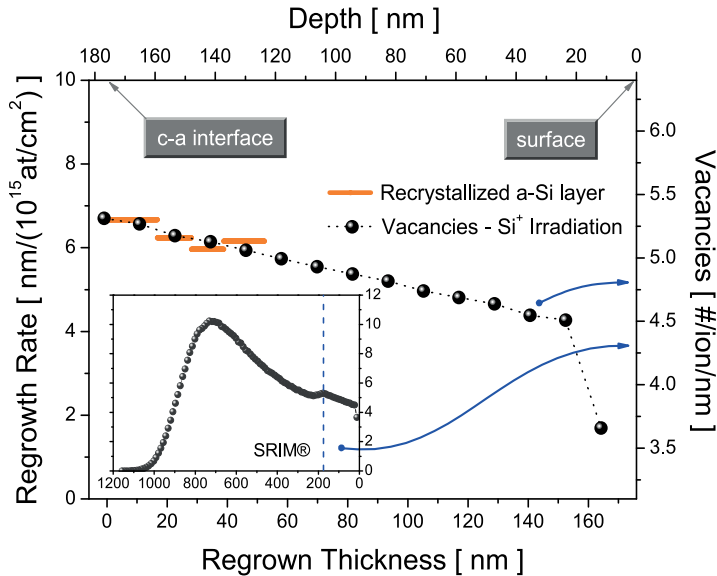 Depth [ nm ]
180 160 140 120 100 80 60 40 20 0
10
8
6
4
2
0
Regrowth Rate [ nm/(10¹⁵at/cm²) ]
c-a interface
surface
Recrystallized a-Si layer
Vacancies - Si⁺ Irradiation
6.0
5.5
5.0
4.5
4.0
3.5
Vacancies [ #/ion/nm ]
12
10
8
6
4
2
0
SRIM®
1200 1000 800 600 400 200 0
0 20 40 60 80 100 120 140 160
Regrown Thickness [ nm ]